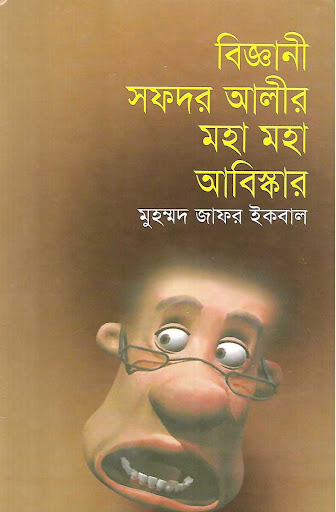 বিজ্ঞানী
সফদর আলীর
মহা মহা
আবিস্কার
মুহম্মদ জাফর ইকবাল